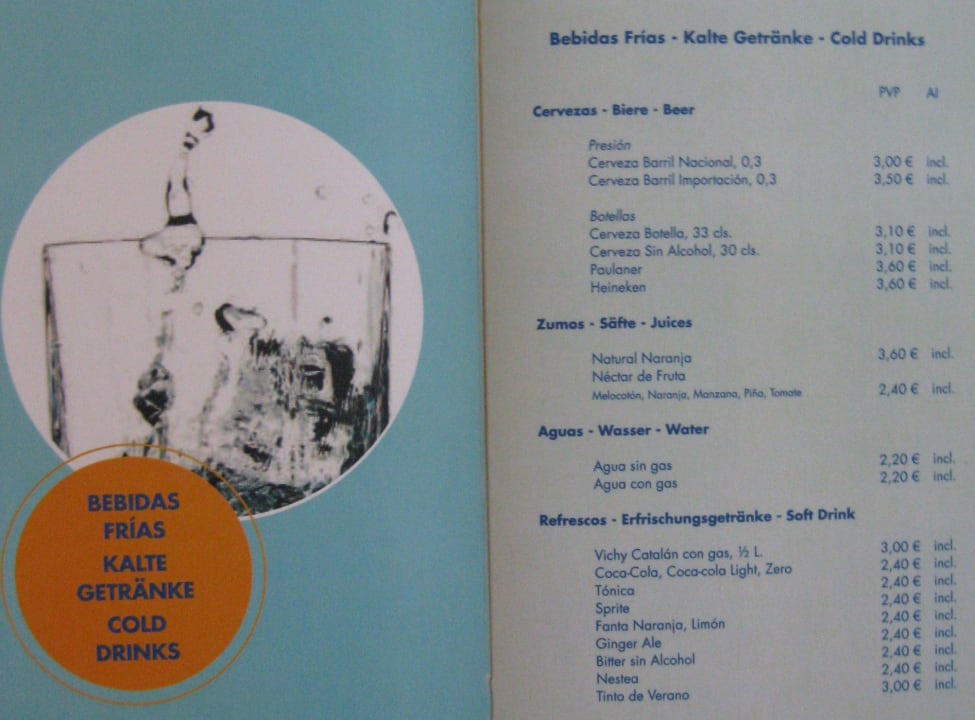 BEBIDAS
FRÍAS
KALTE
GETRÄNKE
COLD
DRINKS
Bebidas Frías - Kalte Getränke - Cold Drinks
PVP AI
Cervezas - Biere - Beer
Presión
Cerveza Barril Nacional, 0,3 3,00 € incl.
Cerveza Barril Importación, 0,3 3,50 € incl.
Botellas
Cerveza Botella, 33 cls. 3,10 € incl.
Cerveza Sin Alcohol, 30 cls. 3,10 € incl.
Paulaner 3,60 € incl.
Heineken 3,60 € incl.
Zumos - Säfte - Juices
Natural Naranja 3,60 € incl.
Néctar de Fruta
Melocotón, Naranja, Manzana, Piña, Tomate 2,40 € incl.
Aguas - Wasser - Water
Agua sin gas 2,20 € incl.
Agua con gas 2,20 € incl.
Refrescos - Erfrischungsgetränke - Soft Drink
Vichy Catalán con gas, ½ L. 3,00 € incl.
Coca-Cola, Coca-cola Light, Zero 2,40 € incl.
Tónica 2,40 € incl.
Sprite 2,40 € incl.
Fanta Naranja, Limón 2,40 € incl.
Ginger Ale 2,40 € incl.
Bitter sin Alcohol 2,40 € incl.
Nestea 2,40 € incl.
Tinto de Verano 3,00 € incl.